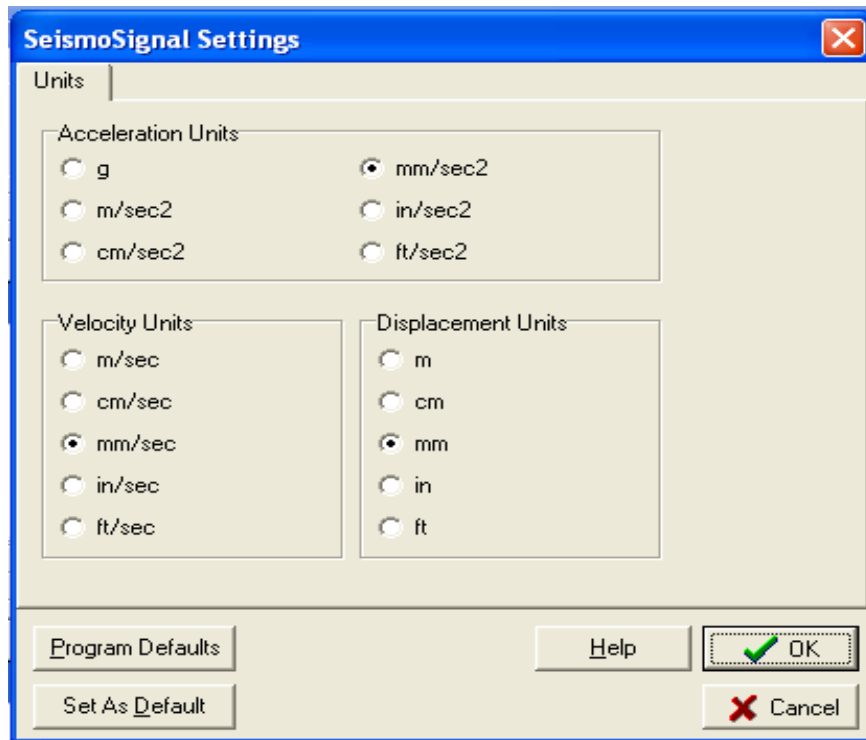 SeismoSignal Settings
Units
Acceleration Units
g
mm/sec2
m/sec2
in/sec2
cm/sec2
ft/sec2
Velocity Units
m/sec
cm/sec
mm/sec
in/sec
ft/sec
Displacement Units
m
cm
mm
in
ft
Program Defaults
Help
OK
Set As Default
Cancel